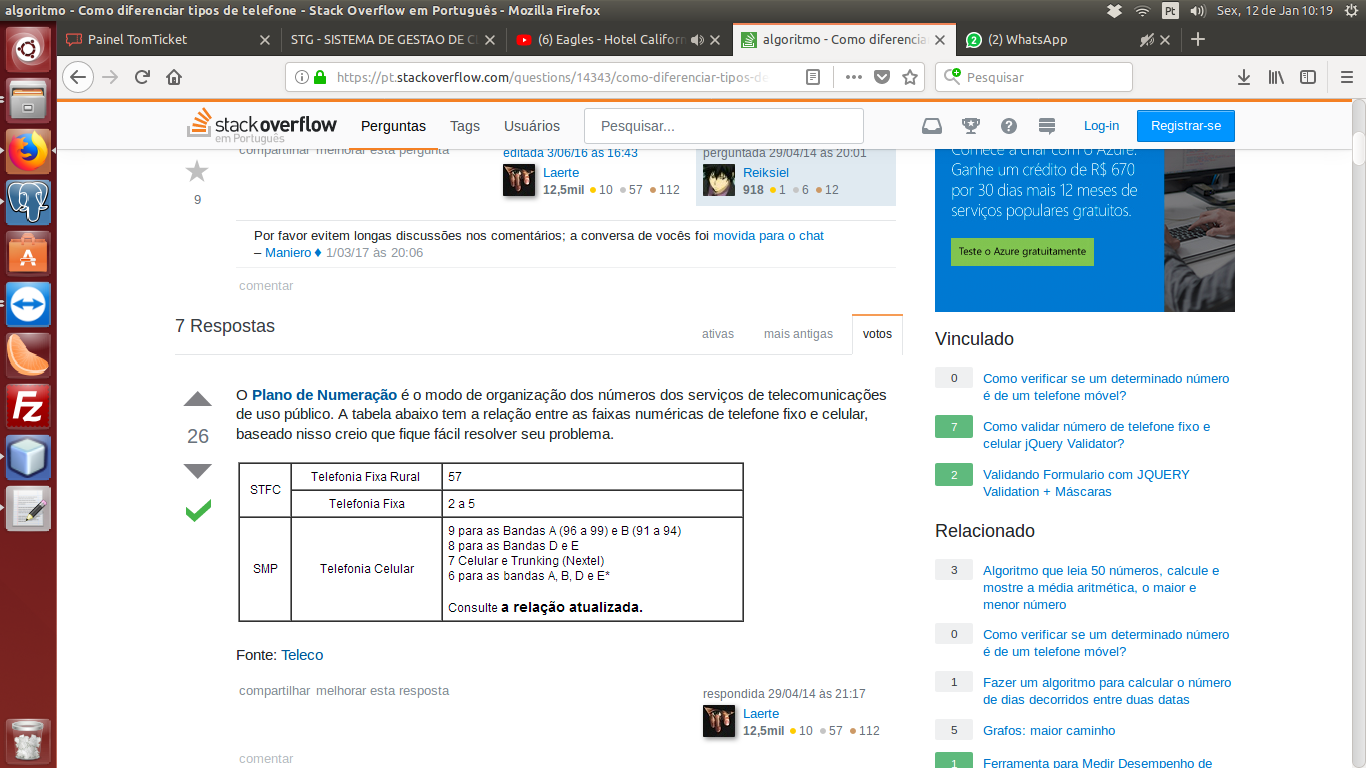 algoritmo - Como diferenciar tipos de telefone - Stack Overflow em Português - Mozilla Firefox
Pt
Sex, 12 de Jan 10:19
Painel TomTicket
STG - SISTEMA DE GESTAO DE C
(6) Eagles - Hotel Califorr
algoritmo - Como diferencia
(2) WhatsApp
https://pt.stackoverflow.com/questions/14343/como-diferenciar-tipos-de
Pesquisar
stackoverflow
em Português
Perguntas
Tags
Usuários
Pesquisar...
Log-in
Registrar-se
9
compartilhar melhorar esta pergunta
editada 3/06/16 às 16:43
Laerte
12,5mil 10 57 112
perguntada 29/04/14 às 20:01
Reiksiel
918 1 6 12
Por favor evitem longas discussões nos comentários; a conversa de vocês foi movida para o chat
– Maniero ♦ 1/03/17 às 20:06
comentar
7 Respostas
ativas
mais antigas
votos
26
O Plano de Numeração é o modo de organização dos números dos serviços de telecomunicações
de uso público. A tabela abaixo tem a relação entre as faixas numéricas de telefone fixo e celular,
baseado nisso creio que fique fácil resolver seu problema.
STFC
Telefonia Fixa Rural
57
Telefonia Fixa
2 a 5
SMP
Telefonia Celular
9 para as Bandas A (96 a 99) e B (91 a 94)
8 para as Bandas D e E
7 Celular e Trunking (Nextel)
6 para as bandas A, B, D e E*
Consulte a relação atualizada.
Fonte: Teleco
compartilhar melhorar esta resposta
respondida 29/04/14 às 21:17
Laerte
12,5mil 10 57 112
comentar
Comece a criar com o Azure.
Ganhe um crédito de R$ 670
por 30 dias mais 12 meses de
serviços populares gratuitos.
Teste o Azure gratuitamente
Vinculado
0 Como verificar se um determinado número
é de um telefone móvel?
7 Como validar número de telefone fixo e
celular jQuery Validator?
2 Validando Formulario com JQUERY
Validation + Máscaras
Relacionado
3 Algoritmo que leia 50 números, calcule e
mostre a média aritmética, o maior e
menor número
0 Como verificar se um determinado número
é de um telefone móvel?
1 Fazer um algoritmo para calcular o número
de dias decorridos entre duas datas
5 Grafos: maior caminho
1 Ferramenta para Medir Desempenho de